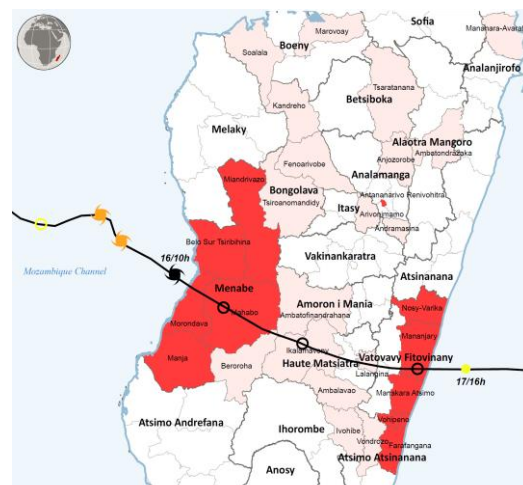 Sofia
Mananara-Avaratra
Marovoay
Boeny
Soalala
Analanjirofo
Tsaratanana
Betsiboka
Kandreho
Melaky
Alaotra Mangoro
Ambatondrazaka
Anjozorobe
Fenoarivobe
Miandrivazo
Analamanga
Bongolava
Tsiroanomandidy
Antananarivo Renivohitra
Itasy
Arivonimamo
Andramasina
Belo Sur Tsiribihina
16/10h
Vakinankaratra
Mozambique Channel
Atsinanana
Menabe
Nosy-Varika
Amoron i Mania
Mahabo
Ambatofinandrahana
Morondava
Mananjary
Ikalamavony
Manja
Vatovavy Fitovinany
Beroroha
Haute Matsiatra
Lalangina
17/16h
Ambalavao
Manakara Atsimo
Atsimo Andrefana
Vohipeno
Ihorombe
Ivohibe
Vondrozo
Farafangana
Atsimo Atsinanana
Anosy